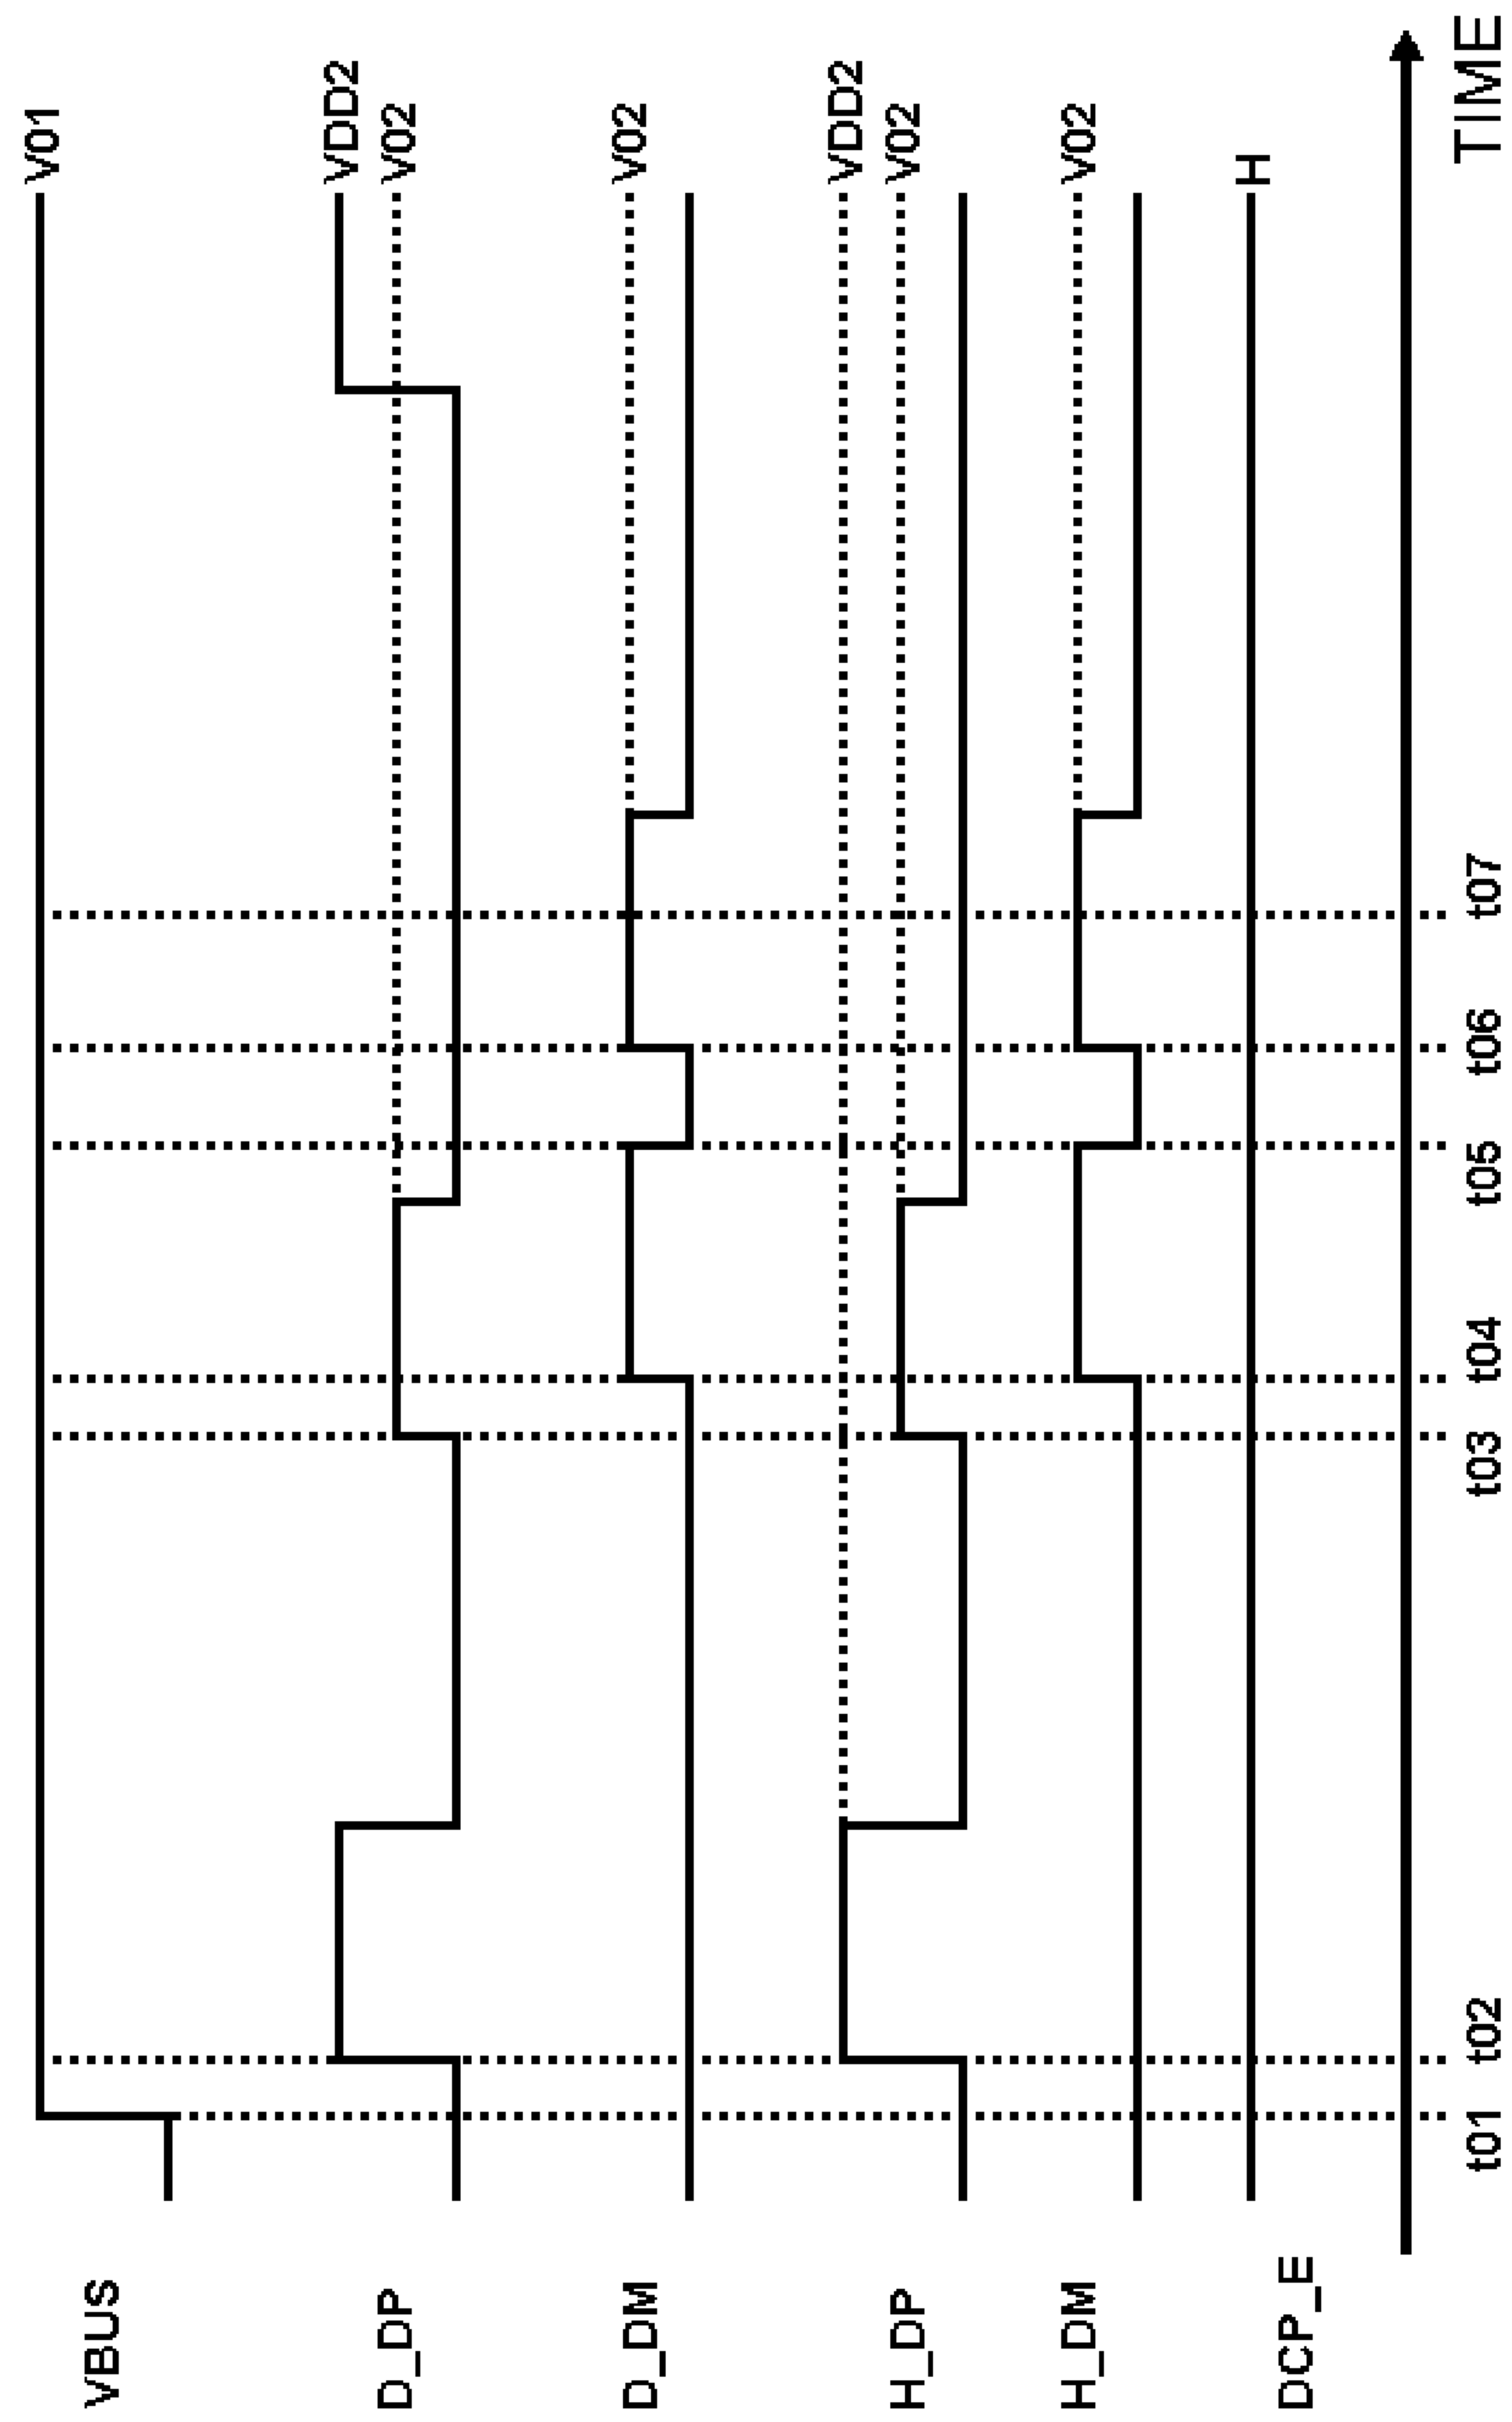 VBUS
V01
D_DP
VDD2
V02
D_DM
V02
H_DP
VDD2
V02
H_DM
V02
DCP_E
H
t01 t02 t03 t04 t05 t06 t07
TIME